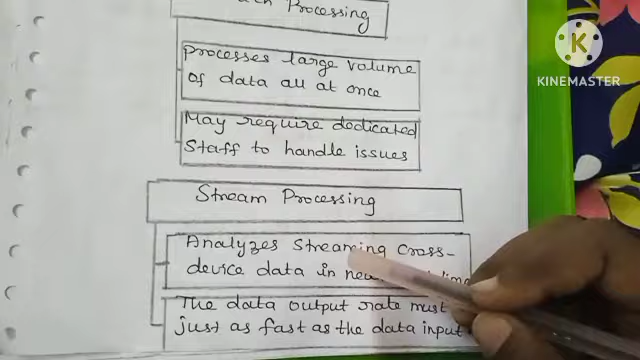 Processing
Processes large volume
of data all at once
May require dedicated
Staff to handle issues
Stream Processing
Analyzes Streaming cross-
device data in
The data output rate must
just as fast as the data input
KINEMASTER